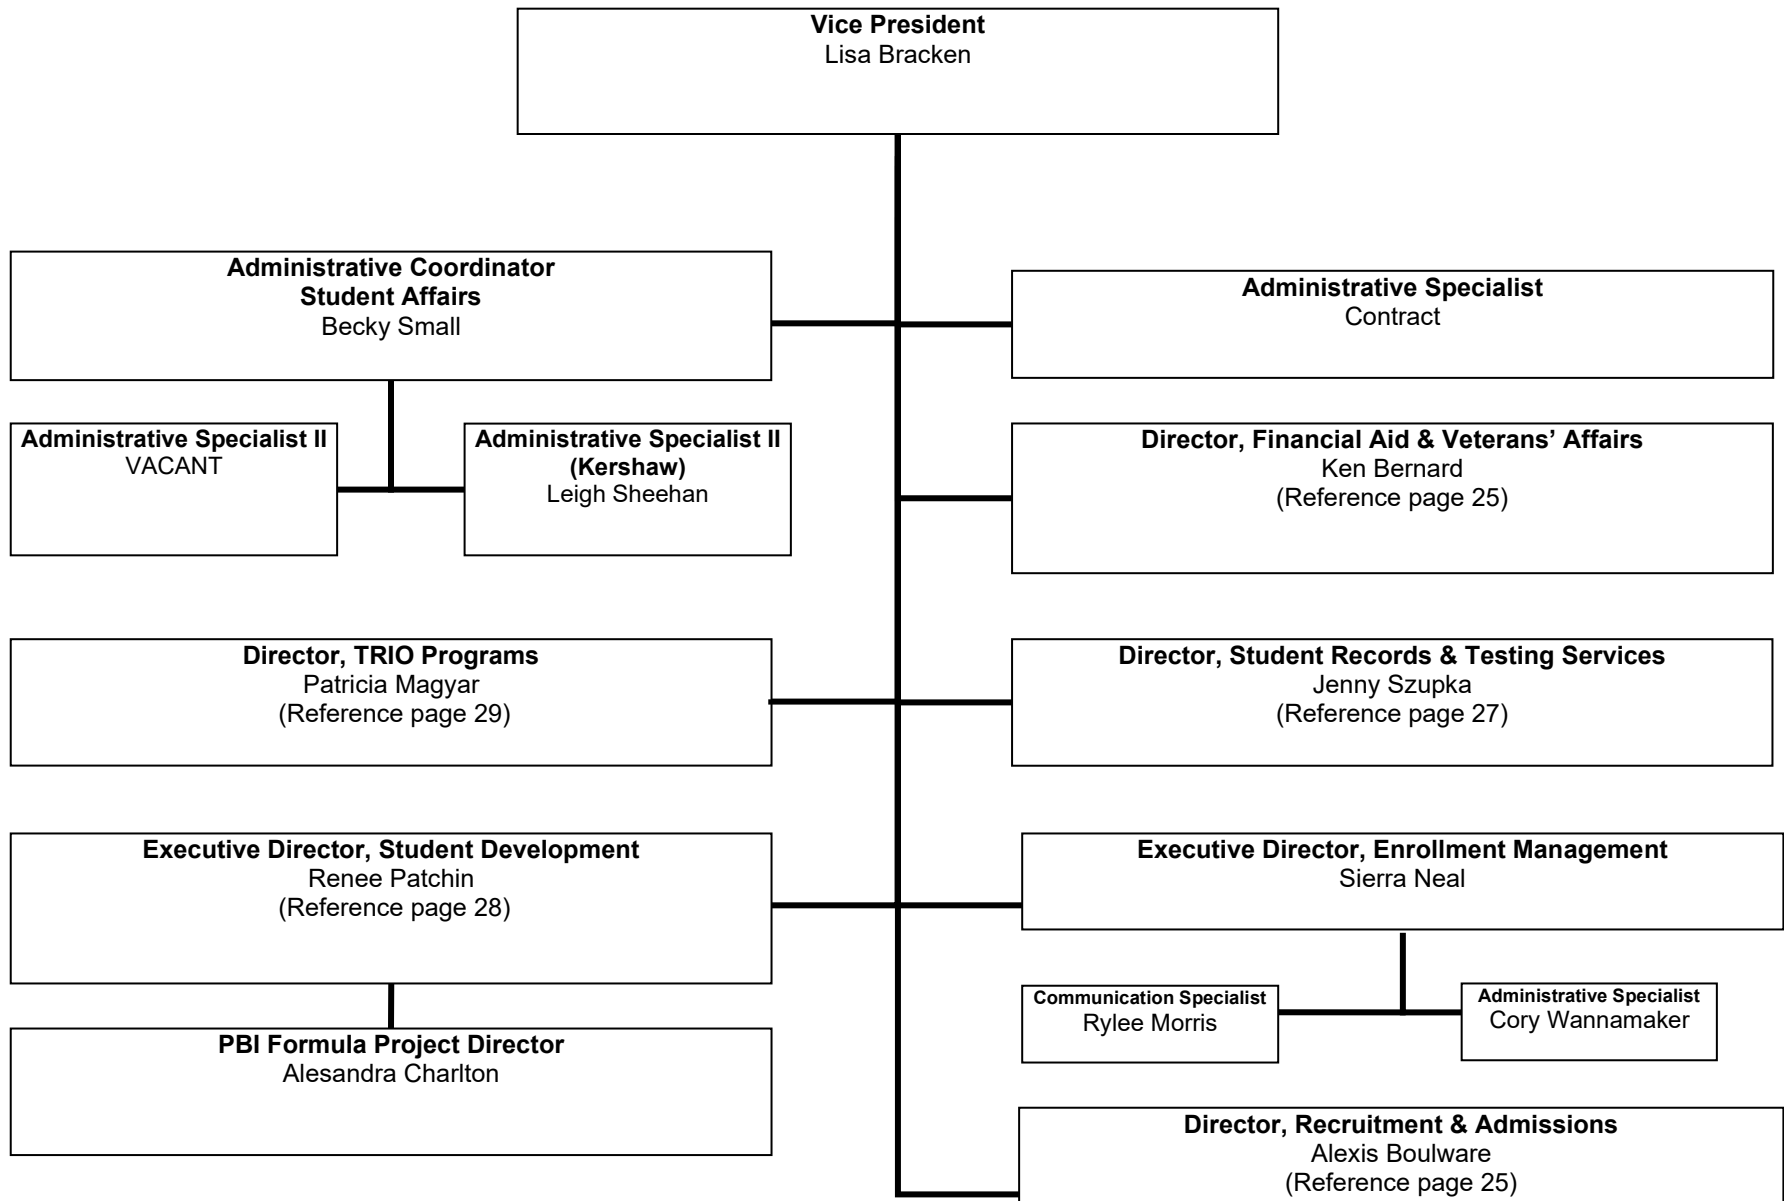 Vice President
Lisa Bracken
Administrative Coordinator
Student Affairs
Becky Small
Administrative Specialist
Contract
Administrative Specialist II
VACANT
Administrative Specialist II
(Kershaw)
Leigh Sheehan
Director, Financial Aid & Veterans’ Affairs
Ken Bernard
(Reference page 25)
Director, TRIO Programs
Patricia Magyar
(Reference page 29)
Director, Student Records & Testing Services
Jenny Szupka
(Reference page 27)
Executive Director, Student Development
Renee Patchin
(Reference page 28)
Executive Director, Enrollment Management
Sierra Neal
Communication Specialist
Rylee Morris
Administrative Specialist
Cory Wannamaker
PBI Formula Project Director
Alesandra Charlton
Director, Recruitment & Admissions
Alexis Boulware
(Reference page 25)